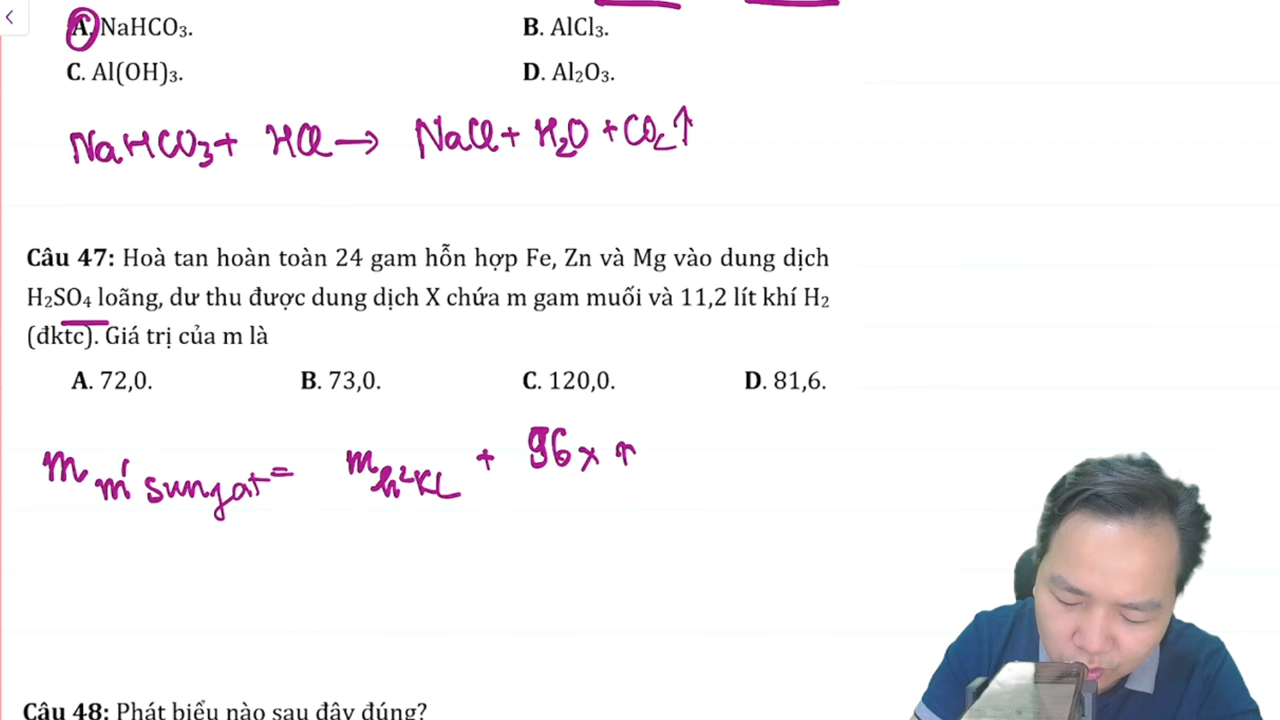 A. NaHCO₃. B. AlCl₃.
C. Al(OH)₃. D. Al₂O₃.
NaHCO₃ + HCl → NaCl + H₂O + CO₂↑
Câu 47: Hoà tan hoàn toàn 24 gam hỗn hợp Fe, Zn và Mg vào dung dịch
H₂SO₄ loãng, dư thu được dung dịch X chứa m gam muối và 11,2 lít khí H₂
(đktc). Giá trị của m là
A. 72,0. B. 73,0. C. 120,0. D. 81,6.
m m' sunfat = m h² KL + 96 x
Câu 48: Phát biểu nào sau đây đúng?